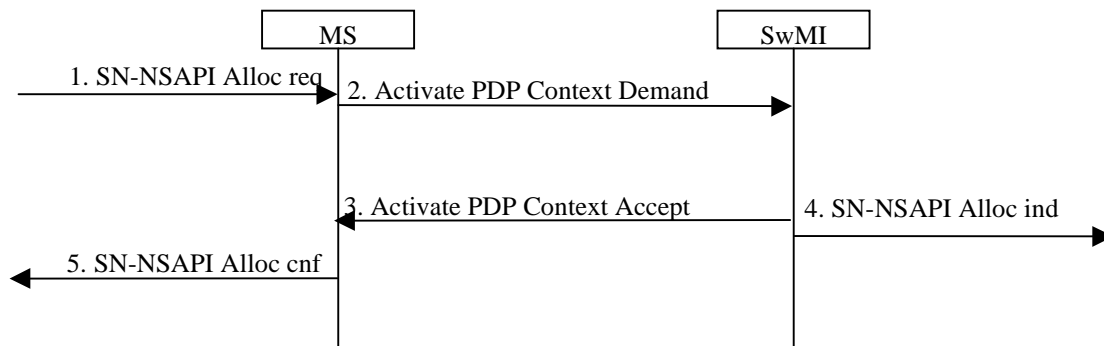 MS
SwMI
1. SN-NSAPI Alloc req
2. Activate PDP Context Demand
3. Activate PDP Context Accept
4. SN-NSAPI Alloc ind
5. SN-NSAPI Alloc cnf